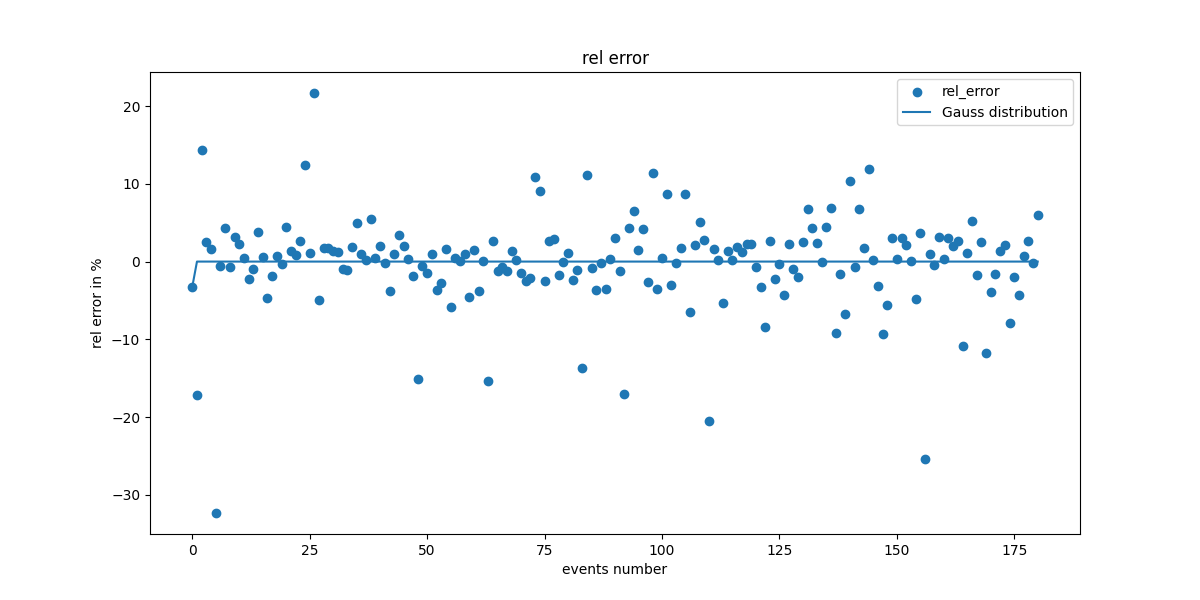 rel error
rel_error
Gauss distribution
20
10
0
−10
−20
−30
rel error in %
0 25 50 75 100 125 150 175
events number